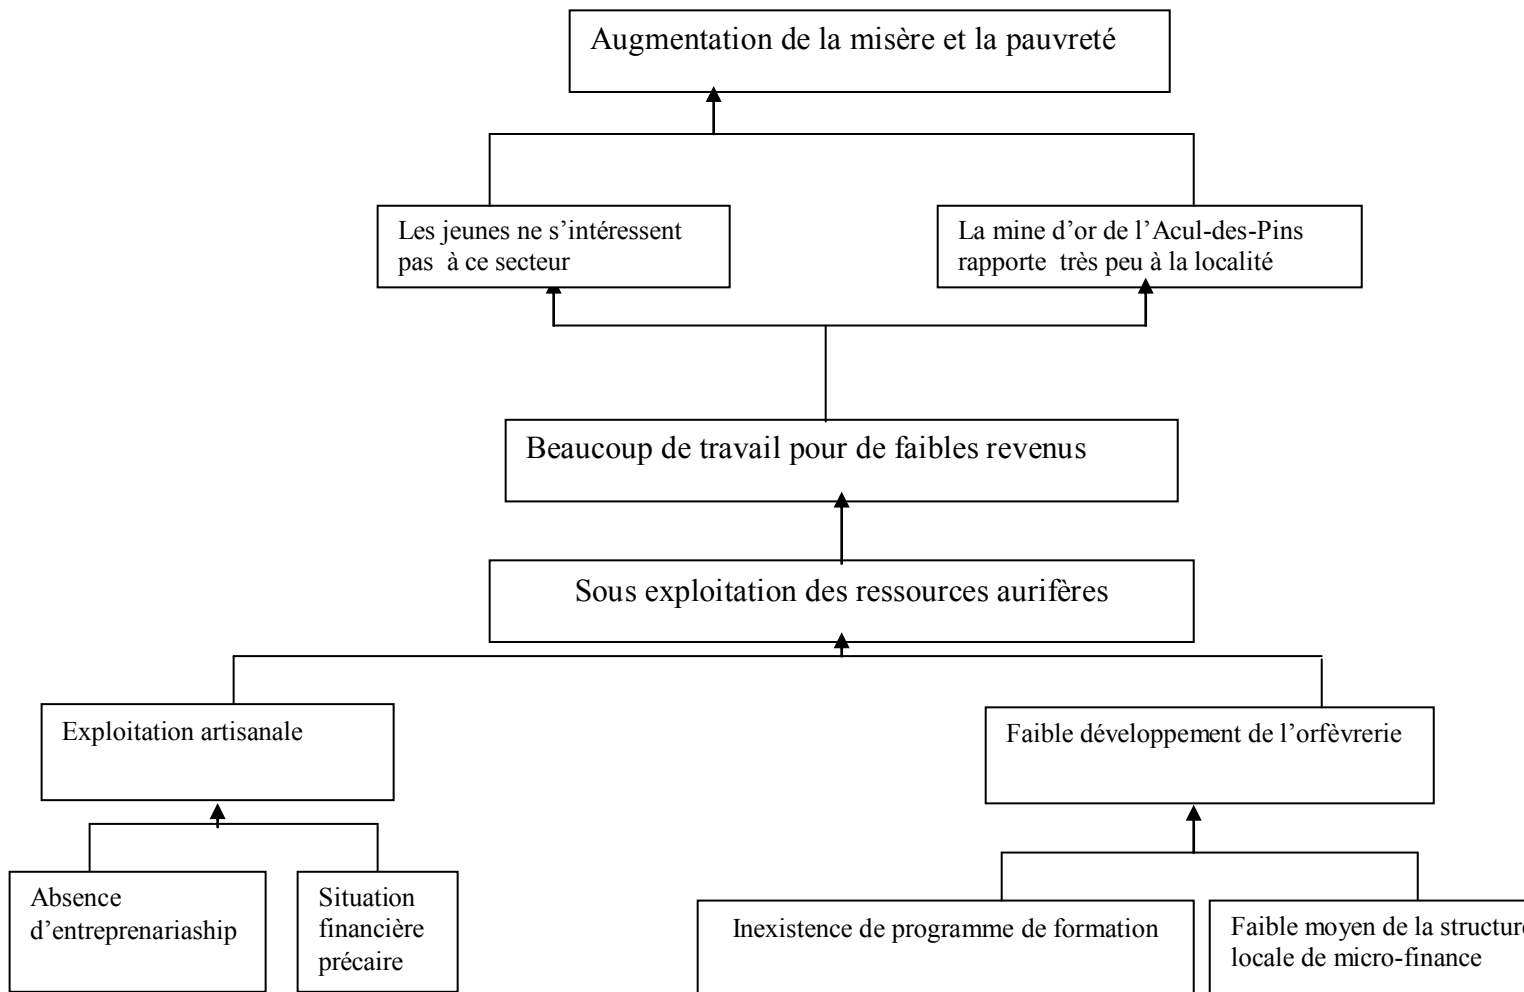 Augmentation de la misère et la pauvreté
Les jeunes ne s’intéressent
pas à ce secteur
La mine d’or de l’Acul-des-Pins
rapporte très peu à la localité
Beaucoup de travail pour de faibles revenus
Sous exploitation des ressources aurifères
Exploitation artisanale
Faible développement de l’orfèvrerie
Absence
d’entreprenariaship
Situation
financière
précaire
Inexistence de programme de formation
Faible moyen de la structure
locale de micro-finance